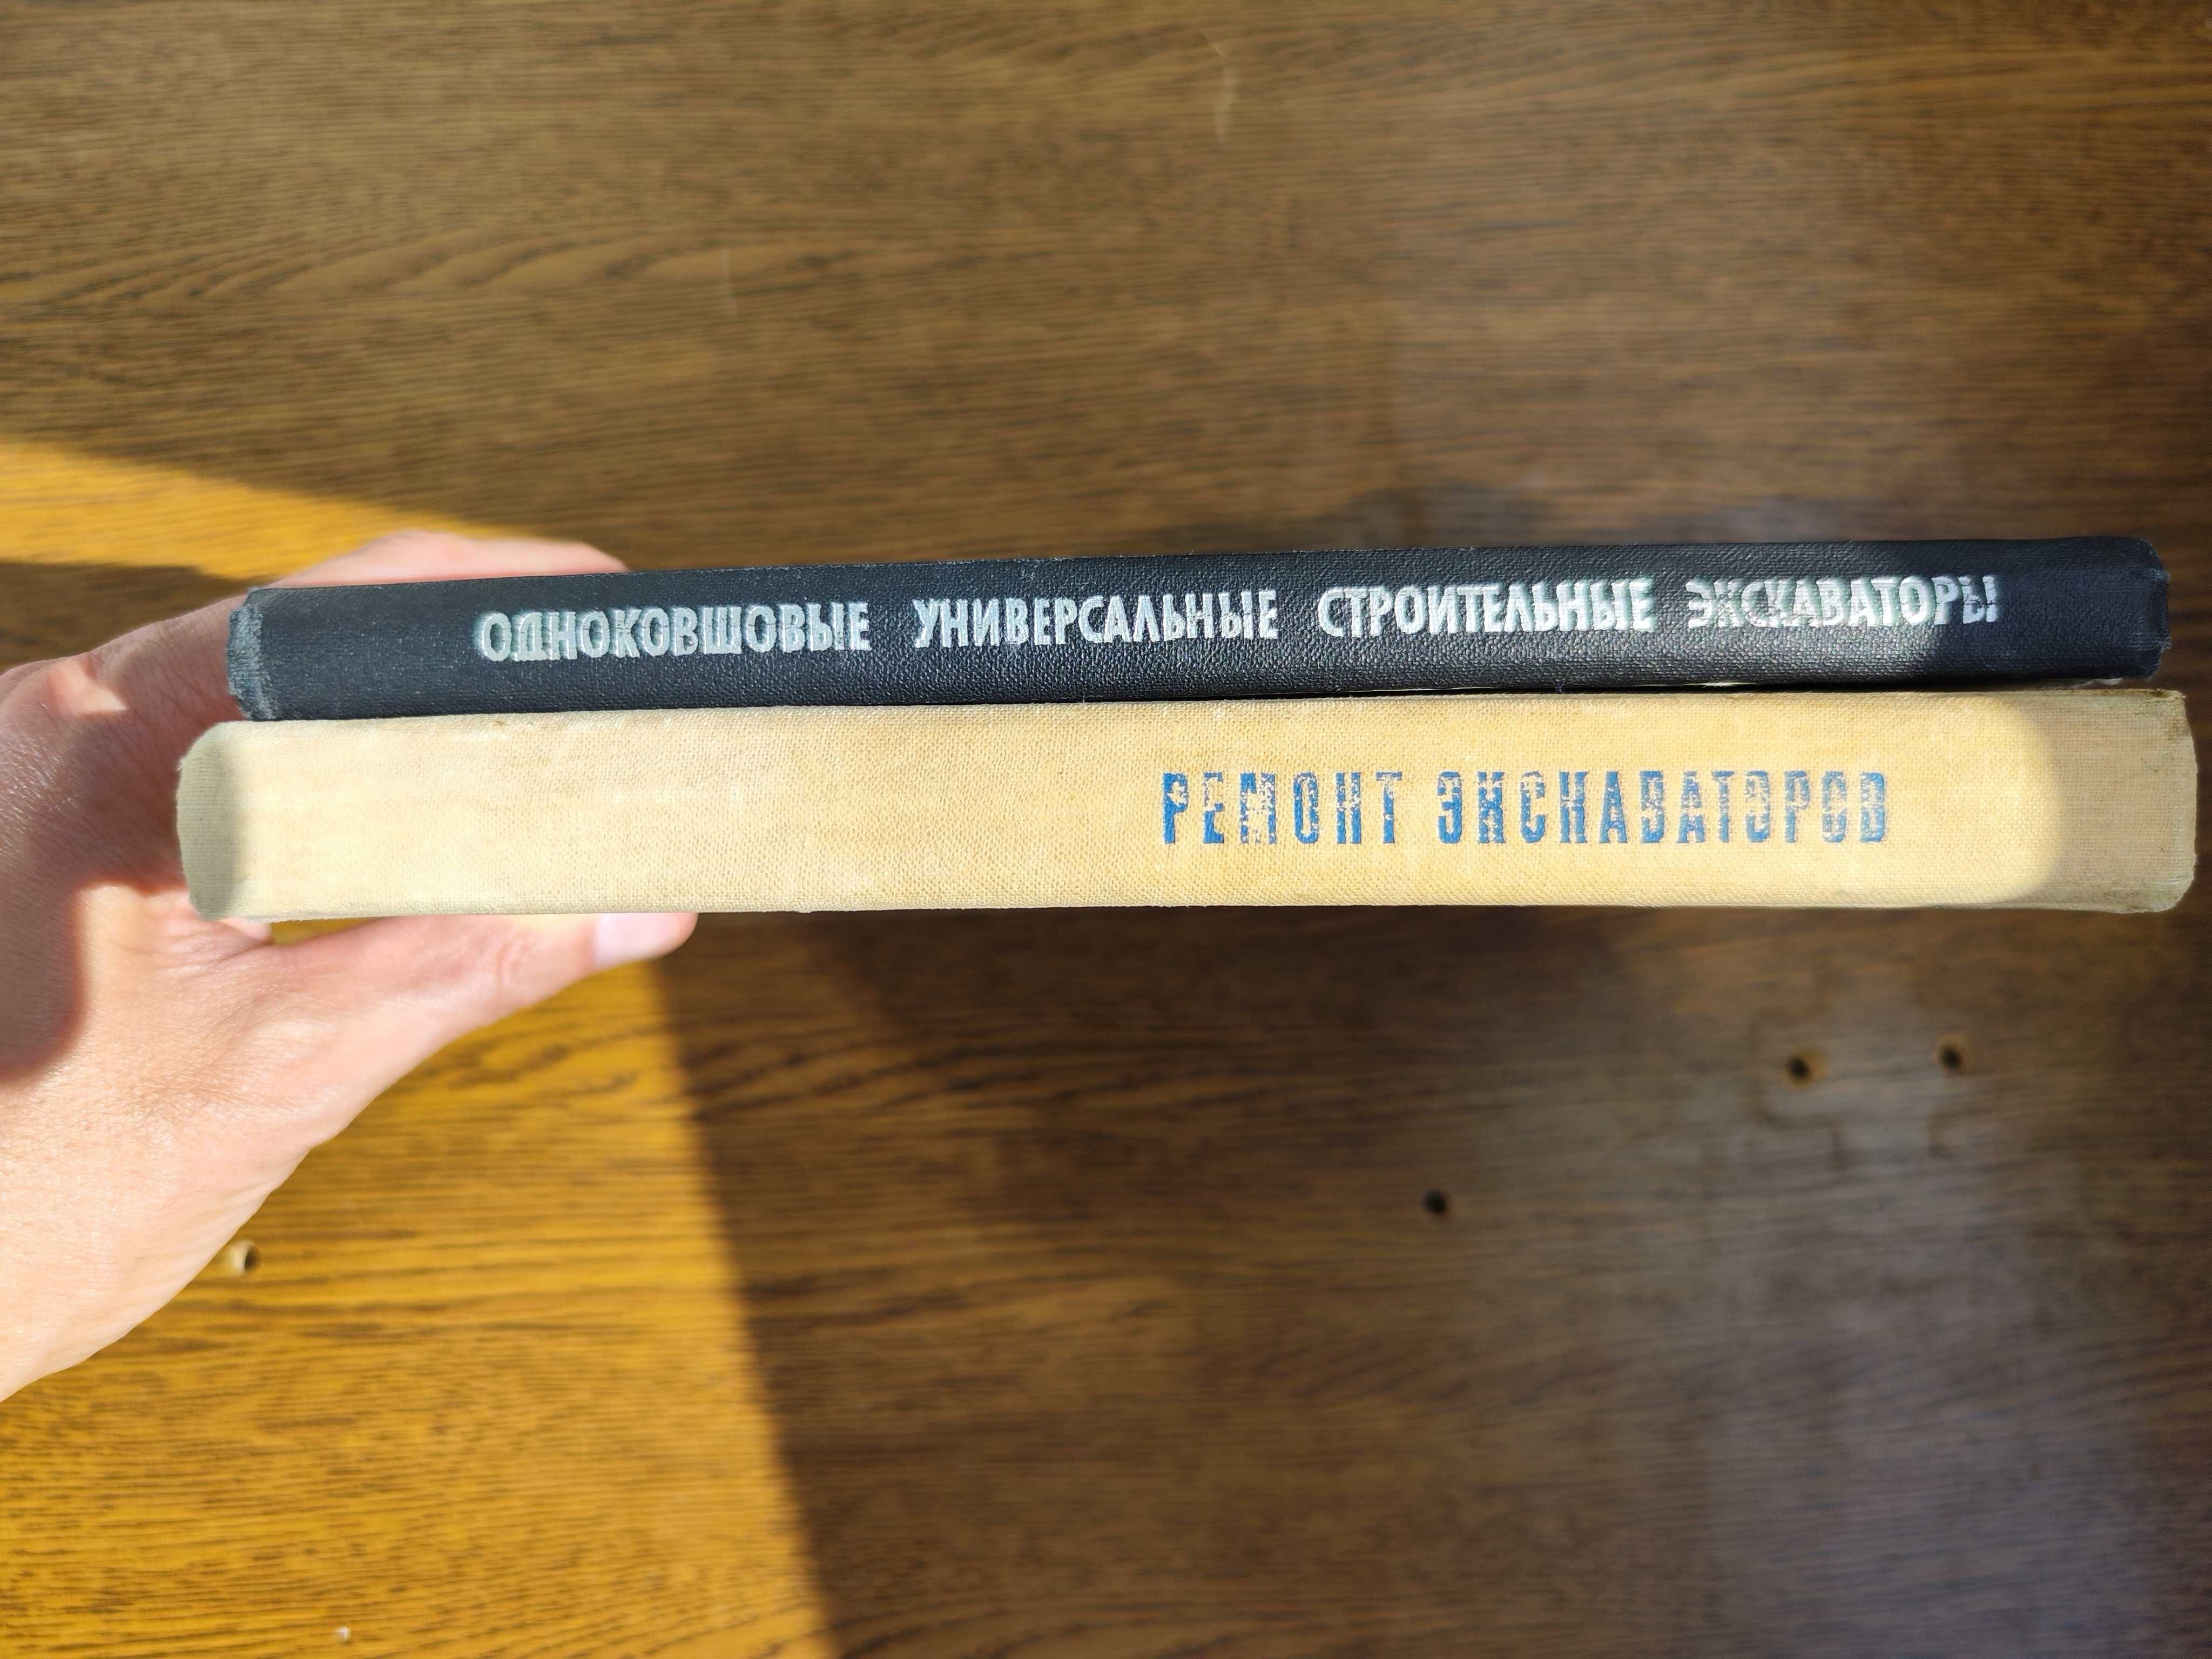 ОДНОКОВШОВЫЕ УНИВЕРСАЛЬНЫЕ СТРОИТЕЛЬНЫЕ ЭКСКАВАТОРЫ
РЕМОНТ ЭКСКАВАТОРОВ